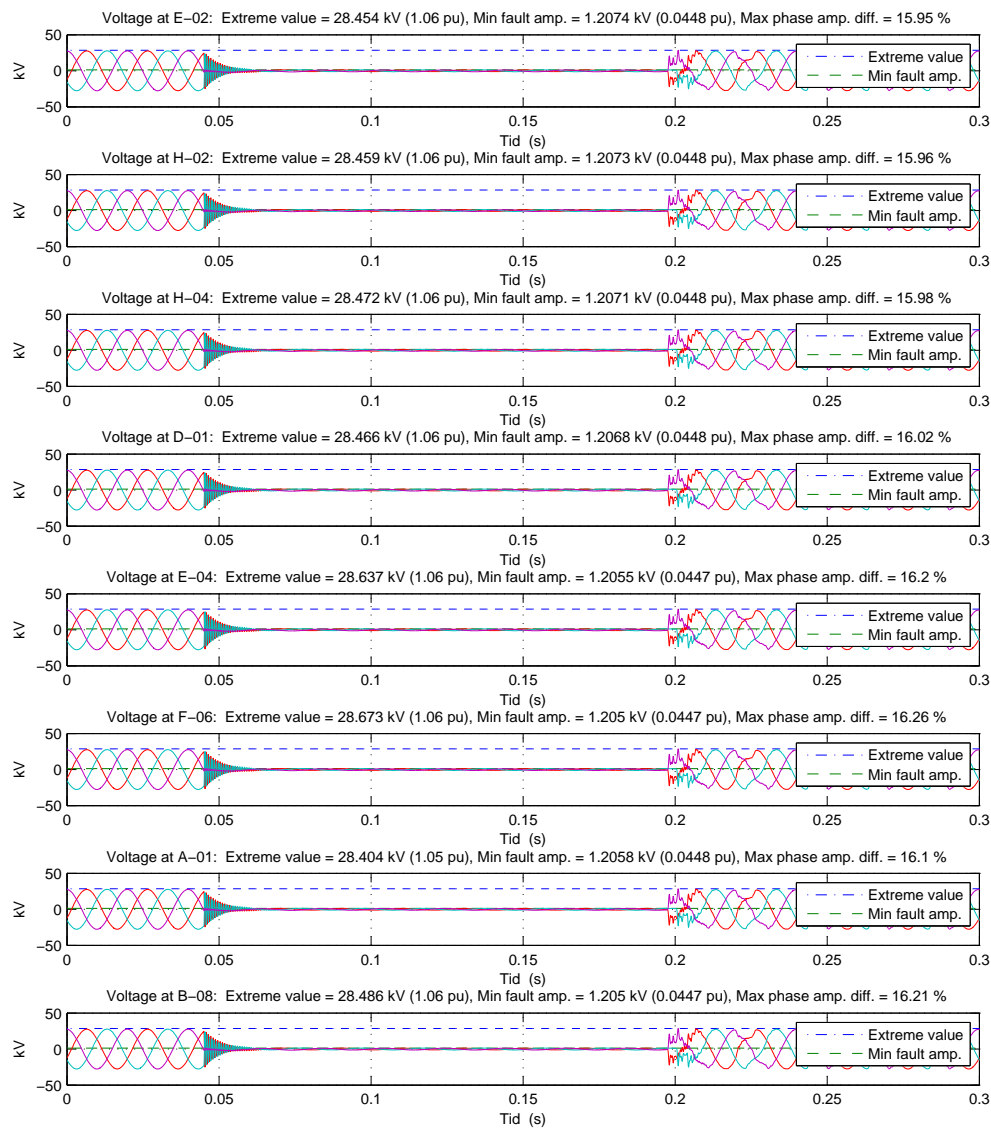 Voltage at E−02:  Extreme value = 28.454 kV (1.06 pu), Min fault amp. = 1.2074 kV (0.0448 pu), Max phase amp. diff. = 15.95 %
50
0
−50
kV
Extreme value
Min fault amp.
0 0.05 0.1 0.15 0.2 0.25 0.3
Tid  (s)
Voltage at H−02:  Extreme value = 28.459 kV (1.06 pu), Min fault amp. = 1.2073 kV (0.0448 pu), Max phase amp. diff. = 15.96 %
50
0
−50
kV
Extreme value
Min fault amp.
0 0.05 0.1 0.15 0.2 0.25 0.3
Tid  (s)
Voltage at H−04:  Extreme value = 28.472 kV (1.06 pu), Min fault amp. = 1.2071 kV (0.0448 pu), Max phase amp. diff. = 15.98 %
50
0
−50
kV
Extreme value
Min fault amp.
0 0.05 0.1 0.15 0.2 0.25 0.3
Tid  (s)
Voltage at D−01:  Extreme value = 28.466 kV (1.06 pu), Min fault amp. = 1.2068 kV (0.0448 pu), Max phase amp. diff. = 16.02 %
50
0
−50
kV
Extreme value
Min fault amp.
0 0.05 0.1 0.15 0.2 0.25 0.3
Tid  (s)
Voltage at E−04:  Extreme value = 28.637 kV (1.06 pu), Min fault amp. = 1.2055 kV (0.0447 pu), Max phase amp. diff. = 16.2 %
50
0
−50
kV
Extreme value
Min fault amp.
0 0.05 0.1 0.15 0.2 0.25 0.3
Tid  (s)
Voltage at F−06:  Extreme value = 28.673 kV (1.06 pu), Min fault amp. = 1.205 kV (0.0447 pu), Max phase amp. diff. = 16.26 %
50
0
−50
kV
Extreme value
Min fault amp.
0 0.05 0.1 0.15 0.2 0.25 0.3
Tid  (s)
Voltage at A−01:  Extreme value = 28.404 kV (1.05 pu), Min fault amp. = 1.2058 kV (0.0448 pu), Max phase amp. diff. = 16.1 %
50
0
−50
kV
Extreme value
Min fault amp.
0 0.05 0.1 0.15 0.2 0.25 0.3
Tid  (s)
Voltage at B−08:  Extreme value = 28.486 kV (1.06 pu), Min fault amp. = 1.205 kV (0.0447 pu), Max phase amp. diff. = 16.21 %
50
0
−50
kV
Extreme value
Min fault amp.
0 0.05 0.1 0.15 0.2 0.25 0.3
Tid  (s)